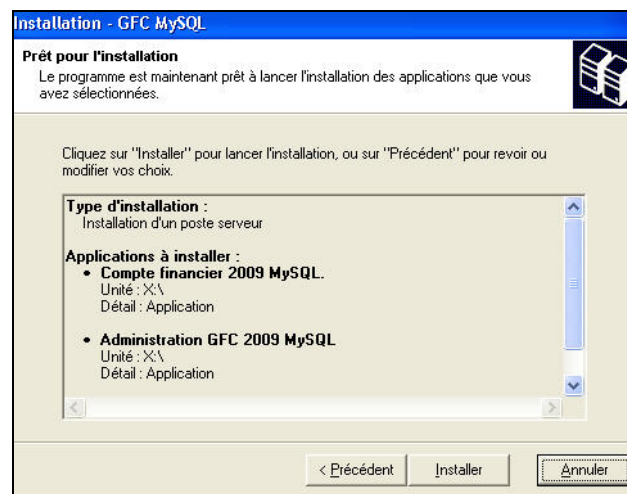 Installation - GFC MySQL
Prêt pour l'installation
Le programme est maintenant prêt à lancer l'installation des applications que vous
avez sélectionnées.
Cliquez sur "Installer" pour lancer l'installation, ou sur "Précédent" pour revoir ou
modifier vos choix.
Type d'installation :
Installation d'un poste serveur
Applications à installer :
• Compte financier 2009 MySQL.
Unité : X:\
Détail : Application
• Administration GFC 2009 MySQL
Unité : X:\
Détail : Application
< Précédent
Installer
Annuler